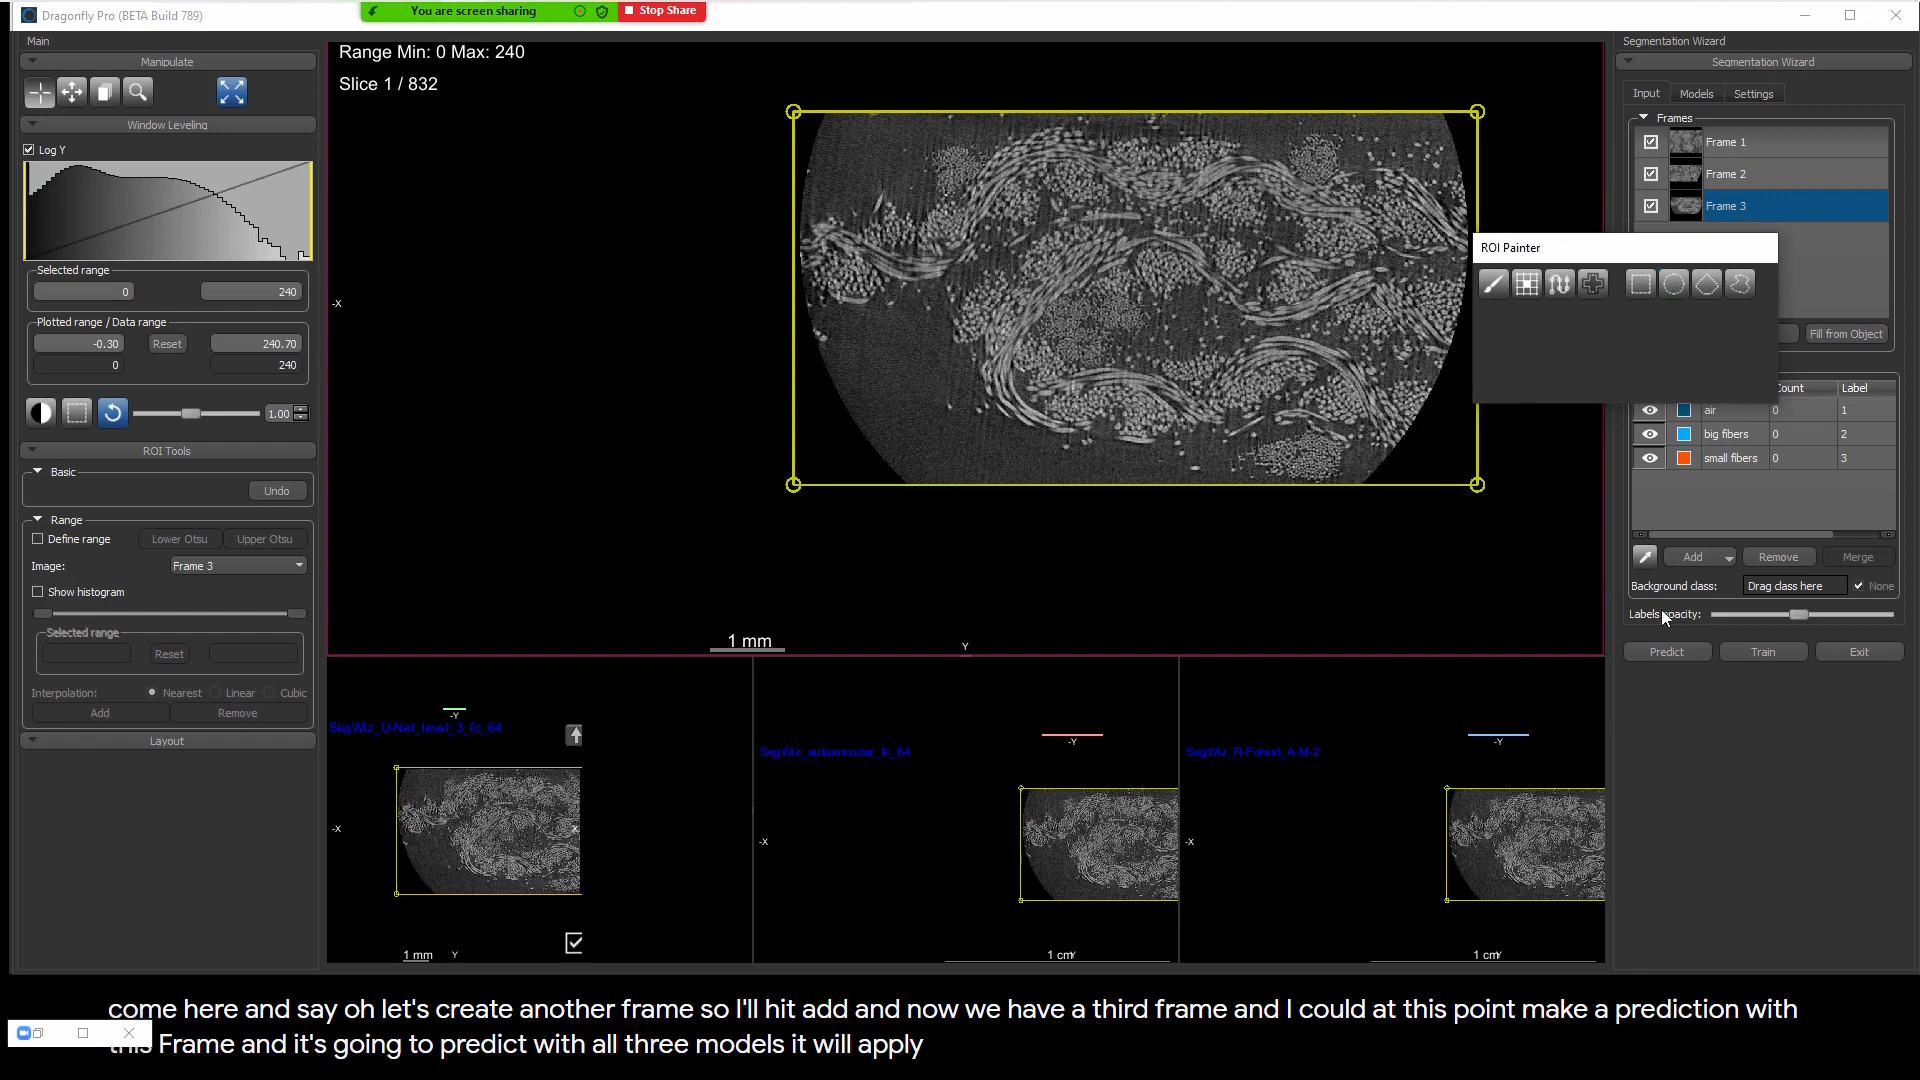 Dragonfly Pro (BETA Build 789)
You are screen sharing
Stop Share
Main
Manipulate
Window Leveling
Log Y
Selected range
0
240
Plotted range / Data range
-0.30
Reset
240.70
0
240
1.00
ROI Tools
Basic
Undo
Range
Define range
Lower Otsu
Upper Otsu
Image:
Frame 3
Show histogram
Selected range
Reset
Interpolation:
Nearest
Linear
Cubic
Add
Remove
Layout
Range Min: 0 Max: 240
Slice 1 / 832
-X
1 mm
Y
-Y
SegWiz_U-Net_level_3_fc_64
-X
X
1 mm
Y
-Y
SegWiz_autoencoder_fc_64
-X
1 cm
Y
-Y
SegWiz_R-Forest_A-M-2
-X
1 cm
Y
Segmentation Wizard
Segmentation Wizard
Input
Models
Settings
Frames
Frame 1
Frame 2
Frame 3
ROI Painter
Fill from Object
Count
Label
air
0
1
big fibers
0
2
small fibers
0
3
Add
Remove
Merge
Background class:
Drag class here
None
Labels opacity:
Predict
Train
Exit
come here and say oh let's create another frame so I'll hit add and now we have a third frame and I could at this point make a prediction with
this Frame and it's going to predict with all three models it will apply